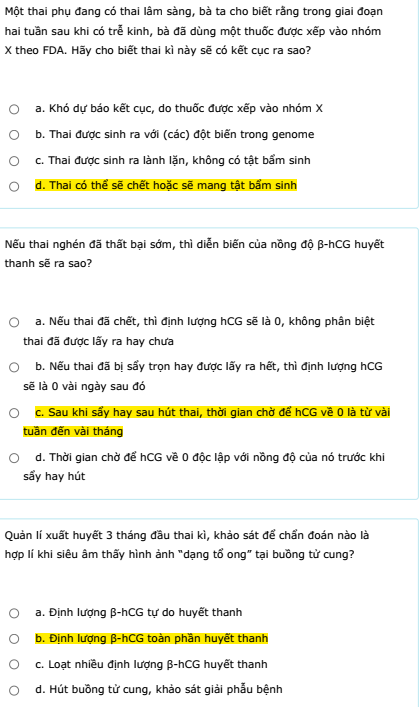 Một thai phụ đang có thai lâm sàng, bà ta cho biết rằng trong giai đoạn
hai tuần sau khi có trễ kinh, bà đã dùng một thuốc được xếp vào nhóm
X theo FDA. Hãy cho biết thai kì này sẽ có kết cục ra sao?
a. Khó dự báo kết cục, do thuốc được xếp vào nhóm X
b. Thai được sinh ra với (các) đột biến trong genome
c. Thai được sinh ra lành lặn, không có tật bẩm sinh
d. Thai có thể sẽ chết hoặc sẽ mang tật bẩm sinh
Nếu thai nghén đã thất bại sớm, thì diễn biến của nồng độ β-hCG huyết
thanh sẽ ra sao?
a. Nếu thai đã chết, thì định lượng hCG sẽ là 0, không phân biệt
thai đã được lấy ra hay chưa
b. Nếu thai đã bị sẩy trọn hay được lấy ra hết, thì định lượng hCG
sẽ là 0 vài ngày sau đó
c. Sau khi sẩy hay sau hút thai, thời gian chờ để hCG về 0 là từ vài
tuần đến vài tháng
d. Thời gian chờ để hCG về 0 độc lập với nồng độ của nó trước khi
sẩy hay hút
Quản lí xuất huyết 3 tháng đầu thai kì, khảo sát để chẩn đoán nào là
hợp lí khi siêu âm thấy hình ảnh "dạng tổ ong" tại buồng tử cung?
a. Định lượng β-hCG tự do huyết thanh
b. Định lượng β-hCG toàn phần huyết thanh
c. Loạt nhiều định lượng β-hCG huyết thanh
d. Hút buồng tử cung, khảo sát giải phẫu bệnh